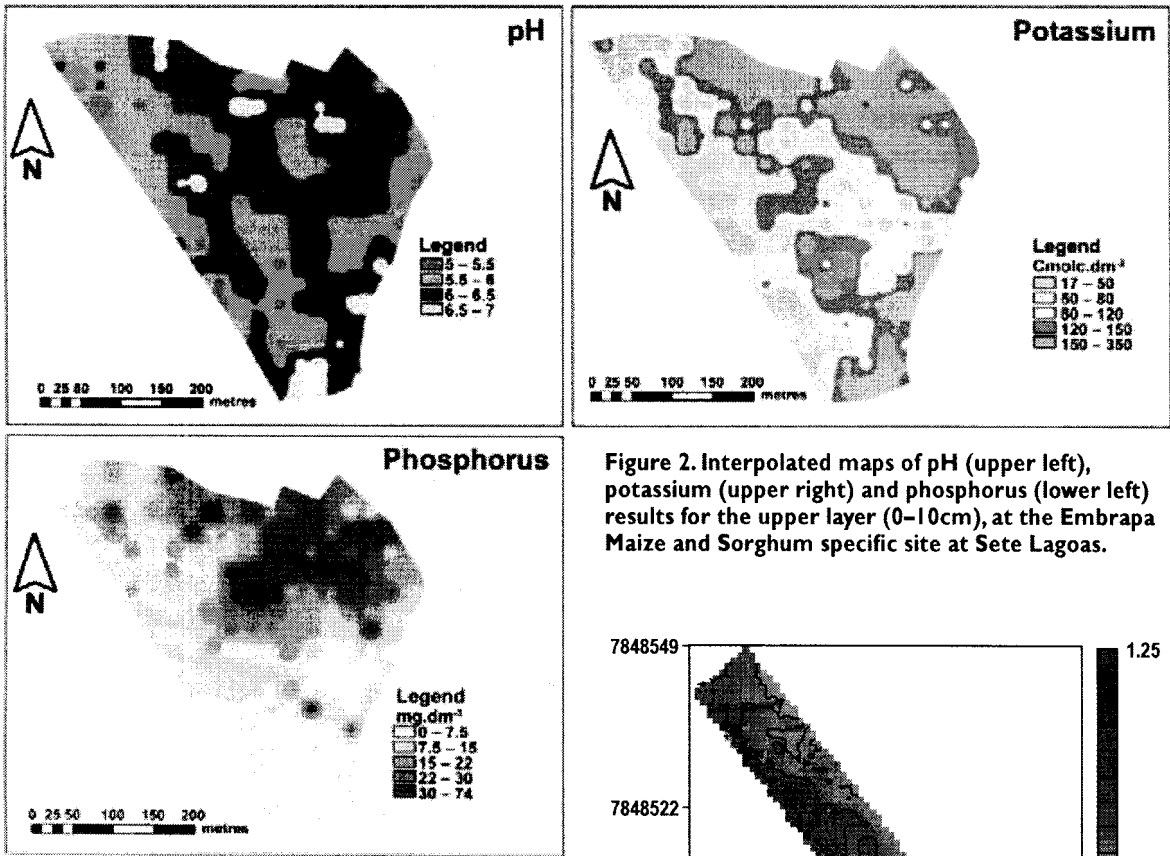 pH
N
Legend
5 – 5.5
5.5 – 6
6 – 6.5
6.5 – 7
0 25 50 100 150 200
metres
Potassium
N
Legend
Cmolc.dm⁻³
17 – 50
50 – 80
80 – 120
120 – 150
150 – 350
0 25 50 100 150 200
metres
Phosphorus
N
Legend
mg.dm⁻³
0 – 7.5
7.5 – 15
15 – 22
22 – 30
30 – 74
0 25 50 100 150 200
metres
Figure 2. Interpolated maps of pH (upper left),
potassium (upper right) and phosphorus (lower left)
results for the upper layer (0–10cm), at the Embrapa
Maize and Sorghum specific site at Sete Lagoas.
7848549
1.25
7848522